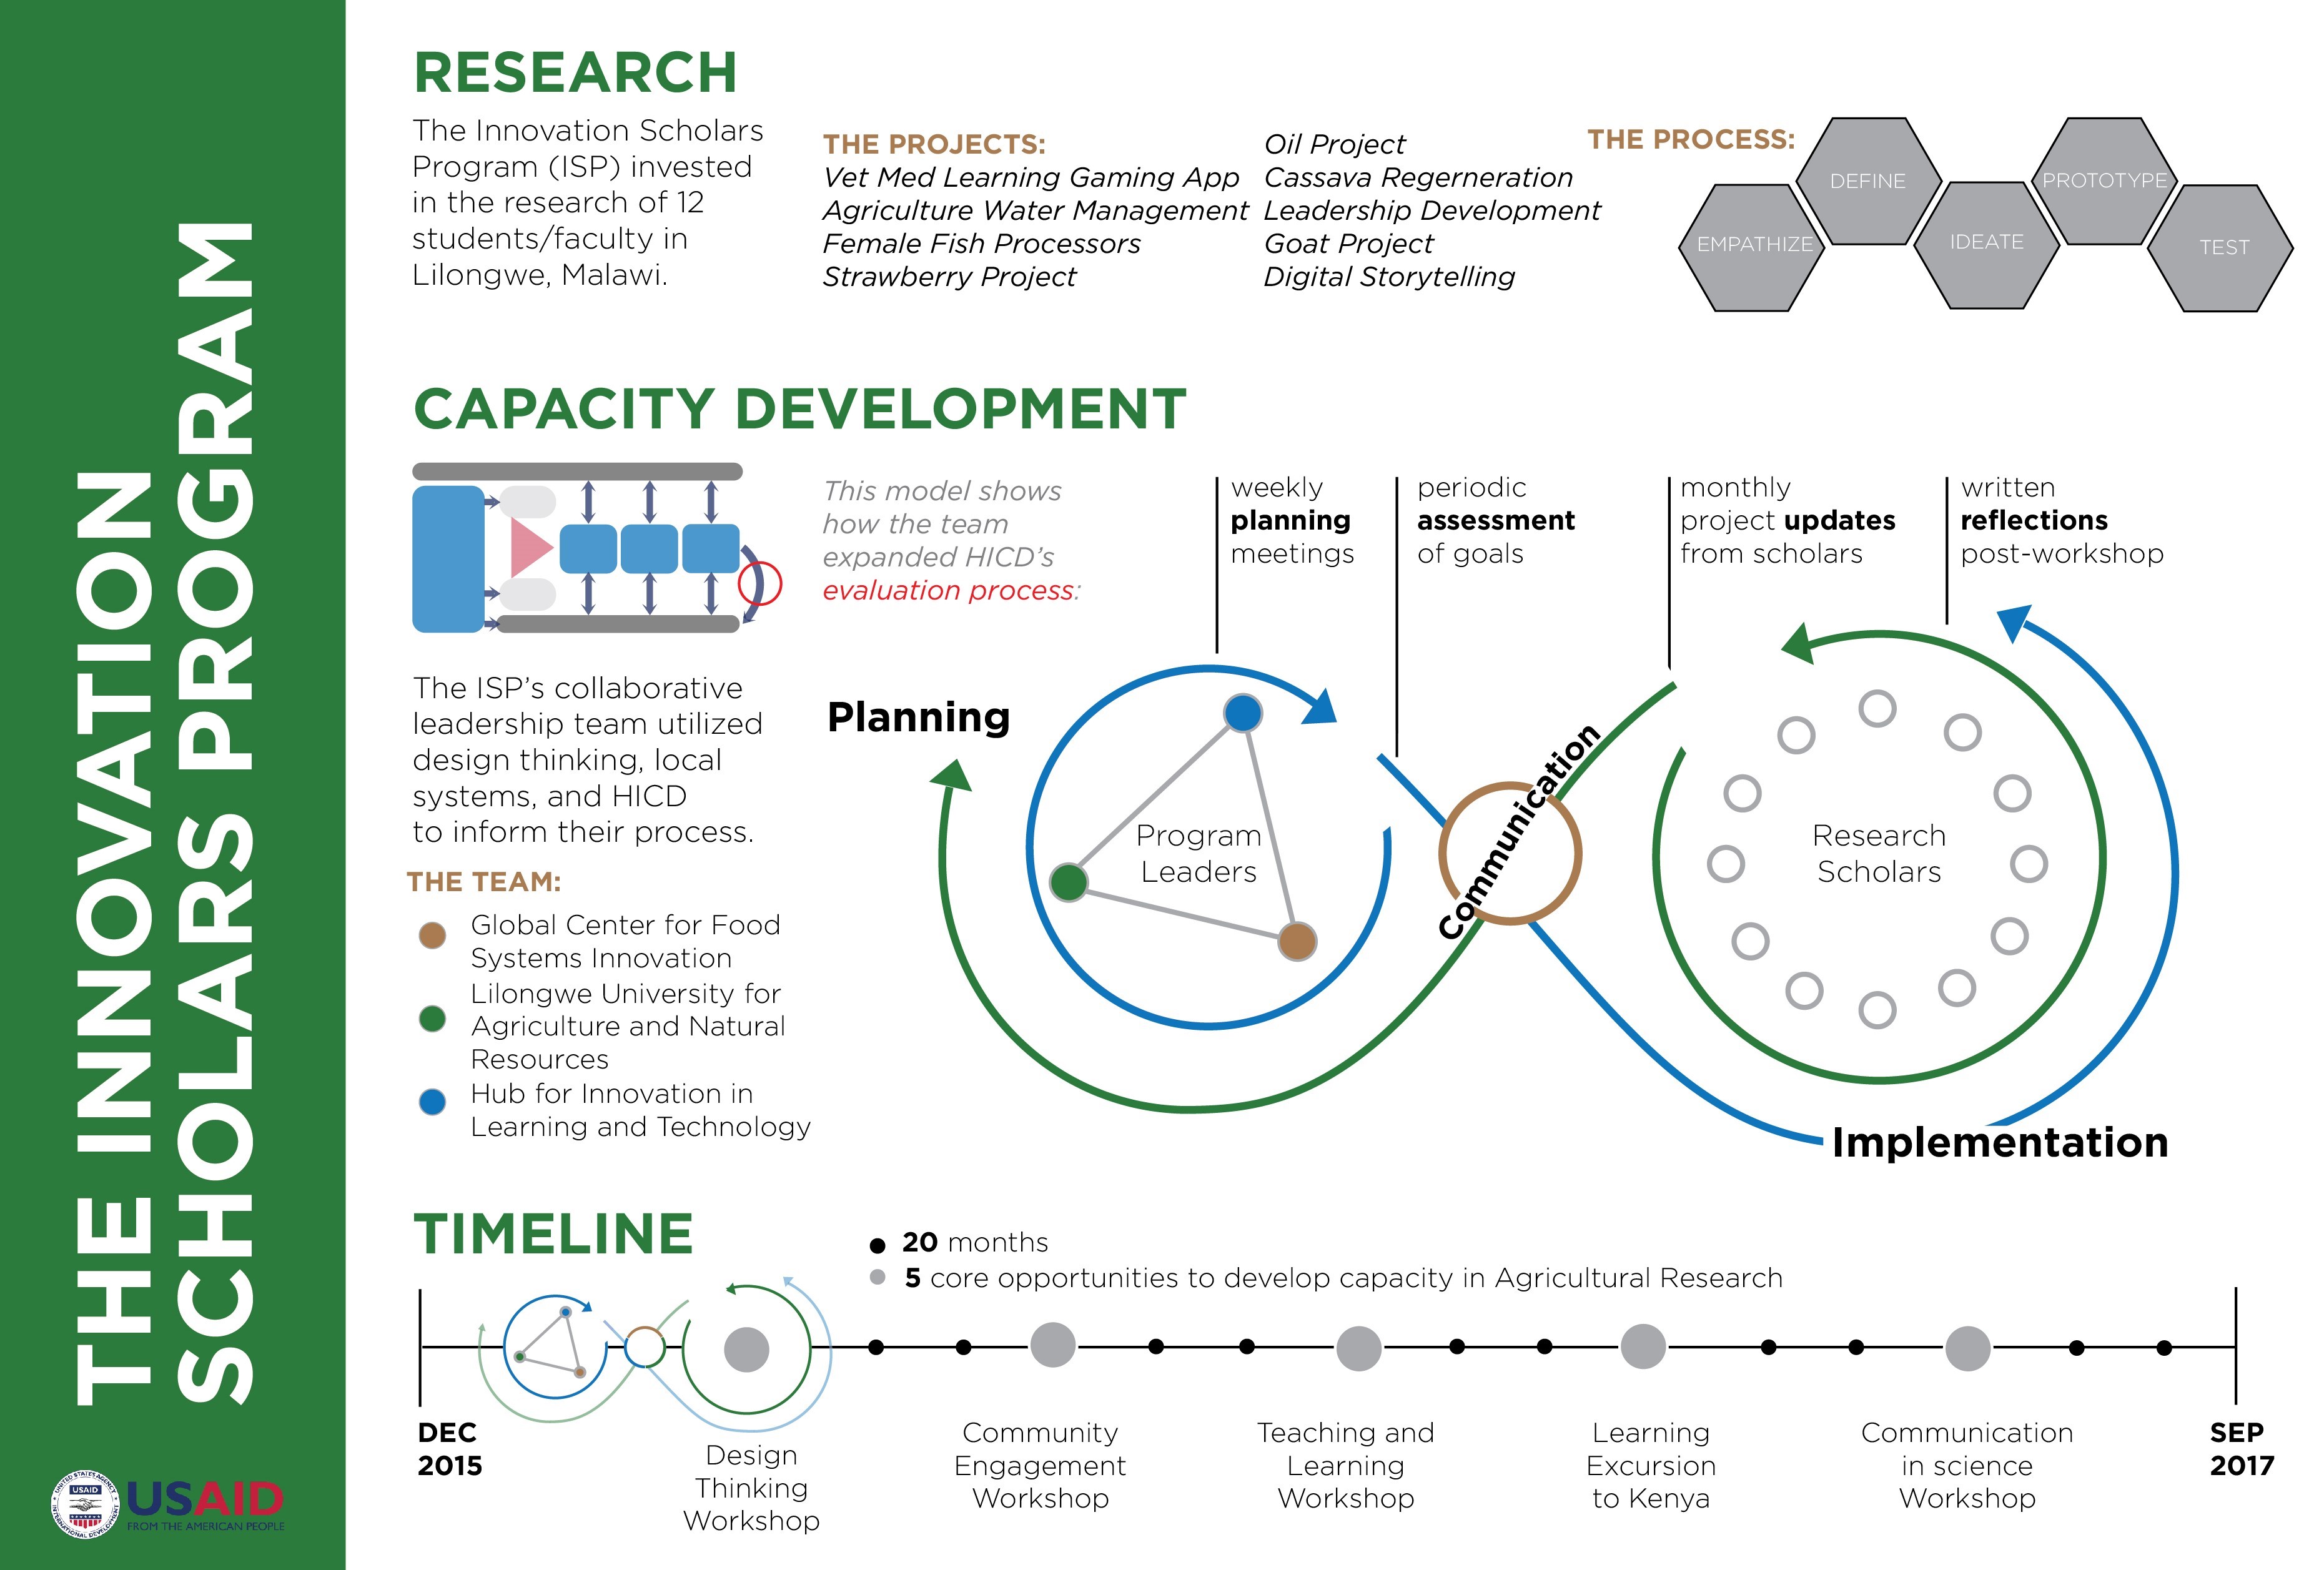 THE INNOVATION
SCHOLARS PROGRAM
UNITED STATES AGENCY
INTERNATIONAL DEVELOPMENT
USAID
USAID
FROM THE AMERICAN PEOPLE
RESEARCH
The Innovation Scholars
Program (ISP) invested
in the research of 12
students/faculty in
Lilongwe, Malawi.
THE PROJECTS:
Vet Med Learning Gaming App
Agriculture Water Management
Female Fish Processors
Strawberry Project
Oil Project
Cassava Regerneration
Leadership Development
Goat Project
Digital Storytelling
THE PROCESS:
EMPATHIZE
DEFINE
IDEATE
PROTOTYPE
TEST
CAPACITY DEVELOPMENT
This model shows
how the team
expanded HICD's
evaluation process:
weekly
planning
meetings
periodic
assessment
of goals
monthly
project updates
from scholars
written
reflections
post-workshop
The ISP's collaborative
leadership team utilized
design thinking, local
systems, and HICD
to inform their process.
THE TEAM:
Global Center for Food
Systems Innovation
Lilongwe University for
Agriculture and Natural
Resources
Hub for Innovation in
Learning and Technology
Planning
Program
Leaders
Communication
Research
Scholars
Implementation
TIMELINE
20 months
5 core opportunities to develop capacity in Agricultural Research
DEC
2015
Design
Thinking
Workshop
Community
Engagement
Workshop
Teaching and
Learning
Workshop
Learning
Excursion
to Kenya
Communication
in science
Workshop
SEP
2017